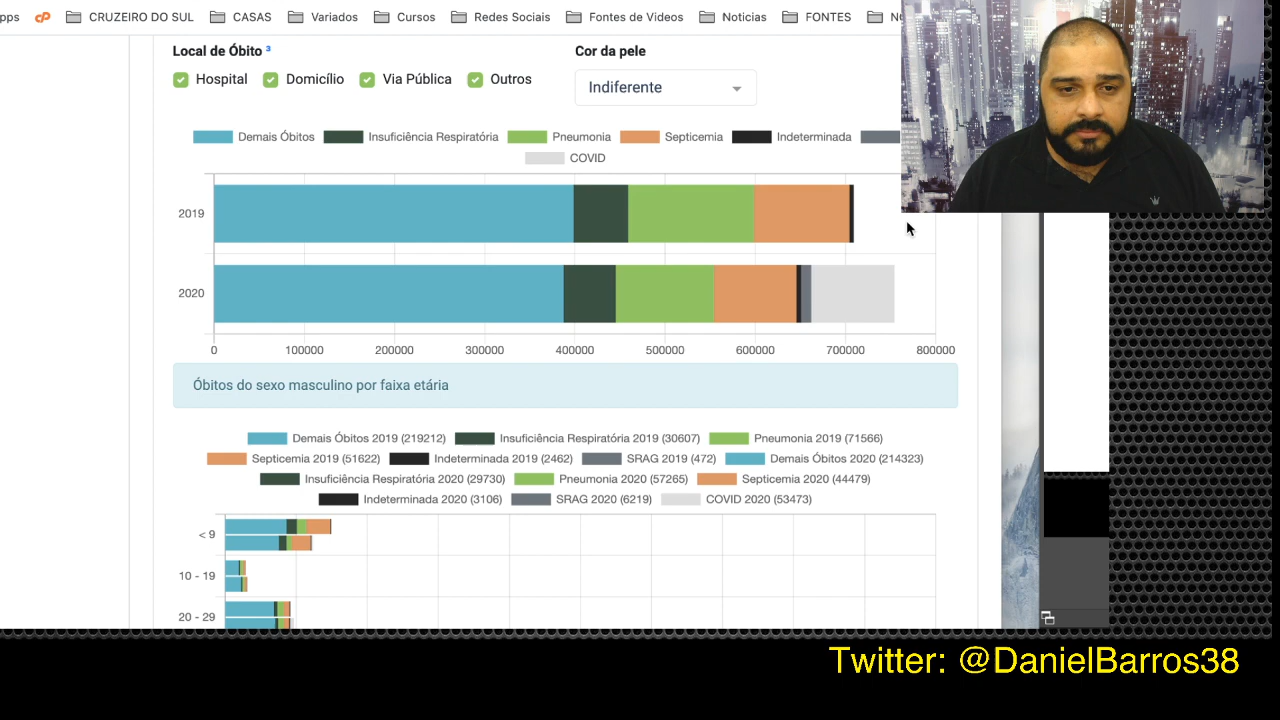 pps CRUZEIRO DO SUL CASAS Variados Cursos Redes Sociais Fontes de Videos Noticias FONTES
Local de Óbito ³ Cor da pele
Hospital Domicílio Via Pública Outros Indiferente
Demais Óbitos Insuficiência Respiratória Pneumonia Septicemia Indeterminada
COVID
2019
2020
0 100000 200000 300000 400000 500000 600000 700000 800000
Óbitos do sexo masculino por faixa etária
Demais Óbitos 2019 (219212) Insuficiência Respiratória 2019 (30607) Pneumonia 2019 (71566)
Septicemia 2019 (51622) Indeterminada 2019 (2462) SRAG 2019 (472) Demais Óbitos 2020 (214323)
Insuficiência Respiratória 2020 (29730) Pneumonia 2020 (57265) Septicemia 2020 (44479)
Indeterminada 2020 (3106) SRAG 2020 (6219) COVID 2020 (53473)
< 9
10 - 19
20 - 29
Twitter: @DanielBarros38